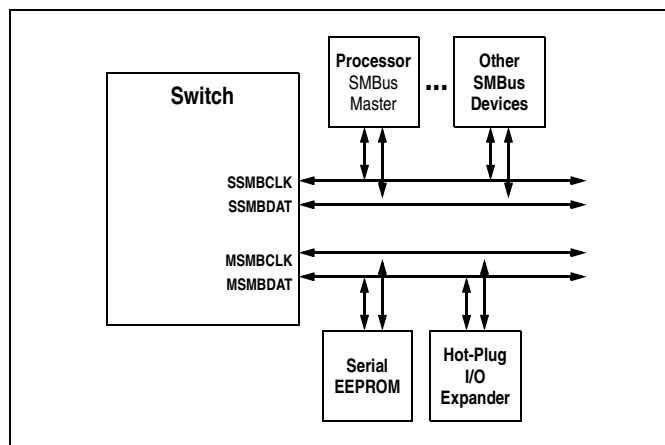 Processor
SMBus
Master
...
Other
SMBus
Devices
Switch
SSMBCLK
SSMBDAT
MSMBCLK
MSMBDAT
Serial
EEPROM
Hot-Plug
I/O
Expander